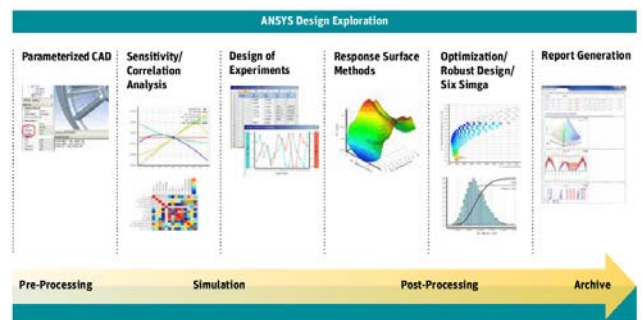 ANSYS Design Exploration
Parameterized CAD
Sensitivity/
Correlation
Analysis
Design of
Experiments
Response Surface
Methods
Optimization/
Robust Design/
Six Simga
Report Generation
Pre-Processing
Simulation
Post-Processing
Archive